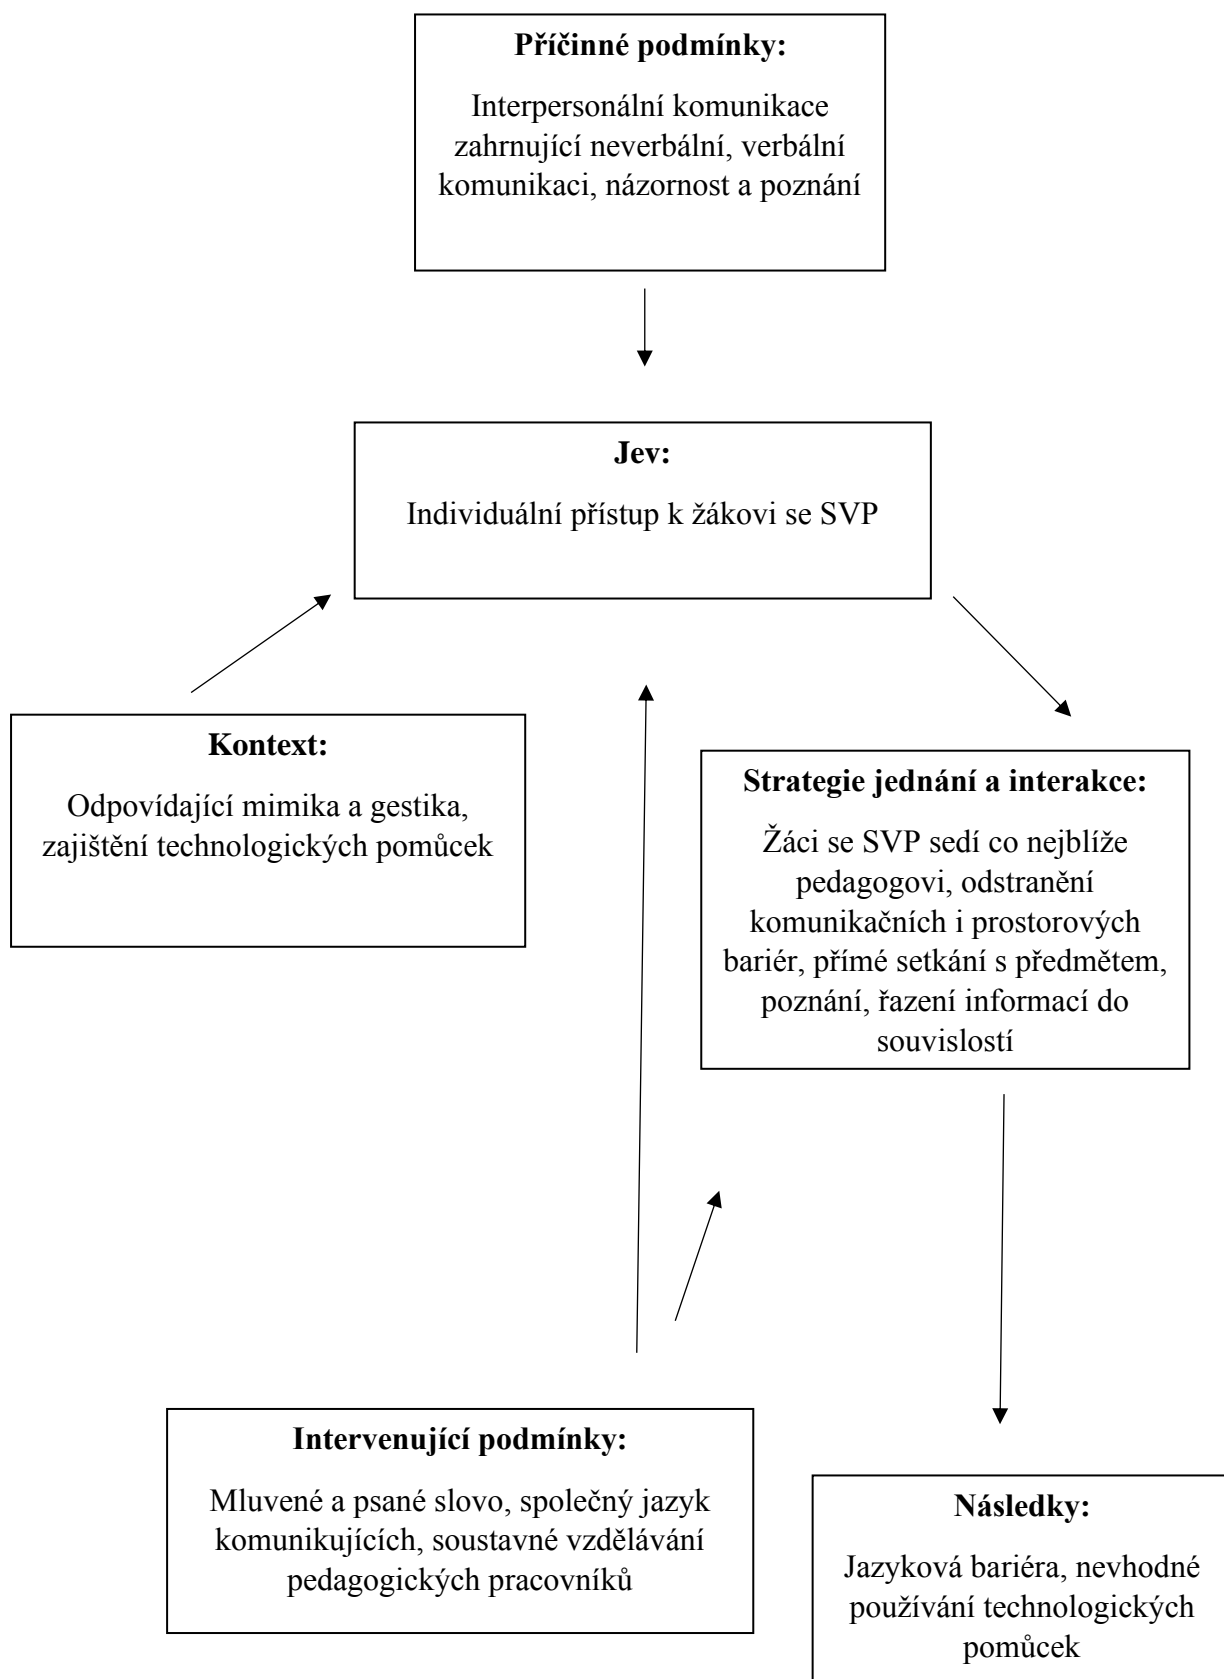 Příčinné podmínky:
Interpersonální komunikace
zahrnující neverbální, verbální
komunikaci, názornost a poznání
Jev:
Individuální přístup k žákovi se SVP
Kontext:
Odpovídající mimika a gestika,
zajištění technologických pomůcek
Strategie jednání a interakce:
Žáci se SVP sedí co nejblíže
pedagogovi, odstranění
komunikačních i prostorových
bariér, přímé setkání s předmětem,
poznání, řazení informací do
souvislostí
Intervenující podmínky:
Mluvené a psané slovo, společný jazyk
komunikujících, soustavné vzdělávání
pedagogických pracovníků
Následky:
Jazyková bariéra, nevhodné
používání technologických
pomůcek